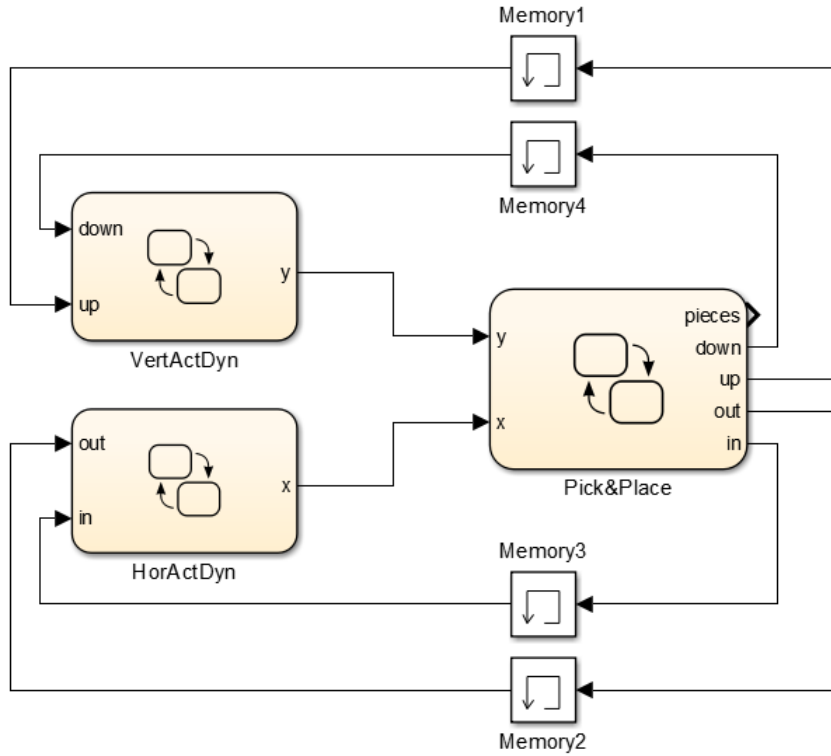 Memory1
Memory4
down
up
y
VertActDyn
y
x
pieces
down
up
out
in
Pick&Place
out
in
x
HorActDyn
Memory3
Memory2